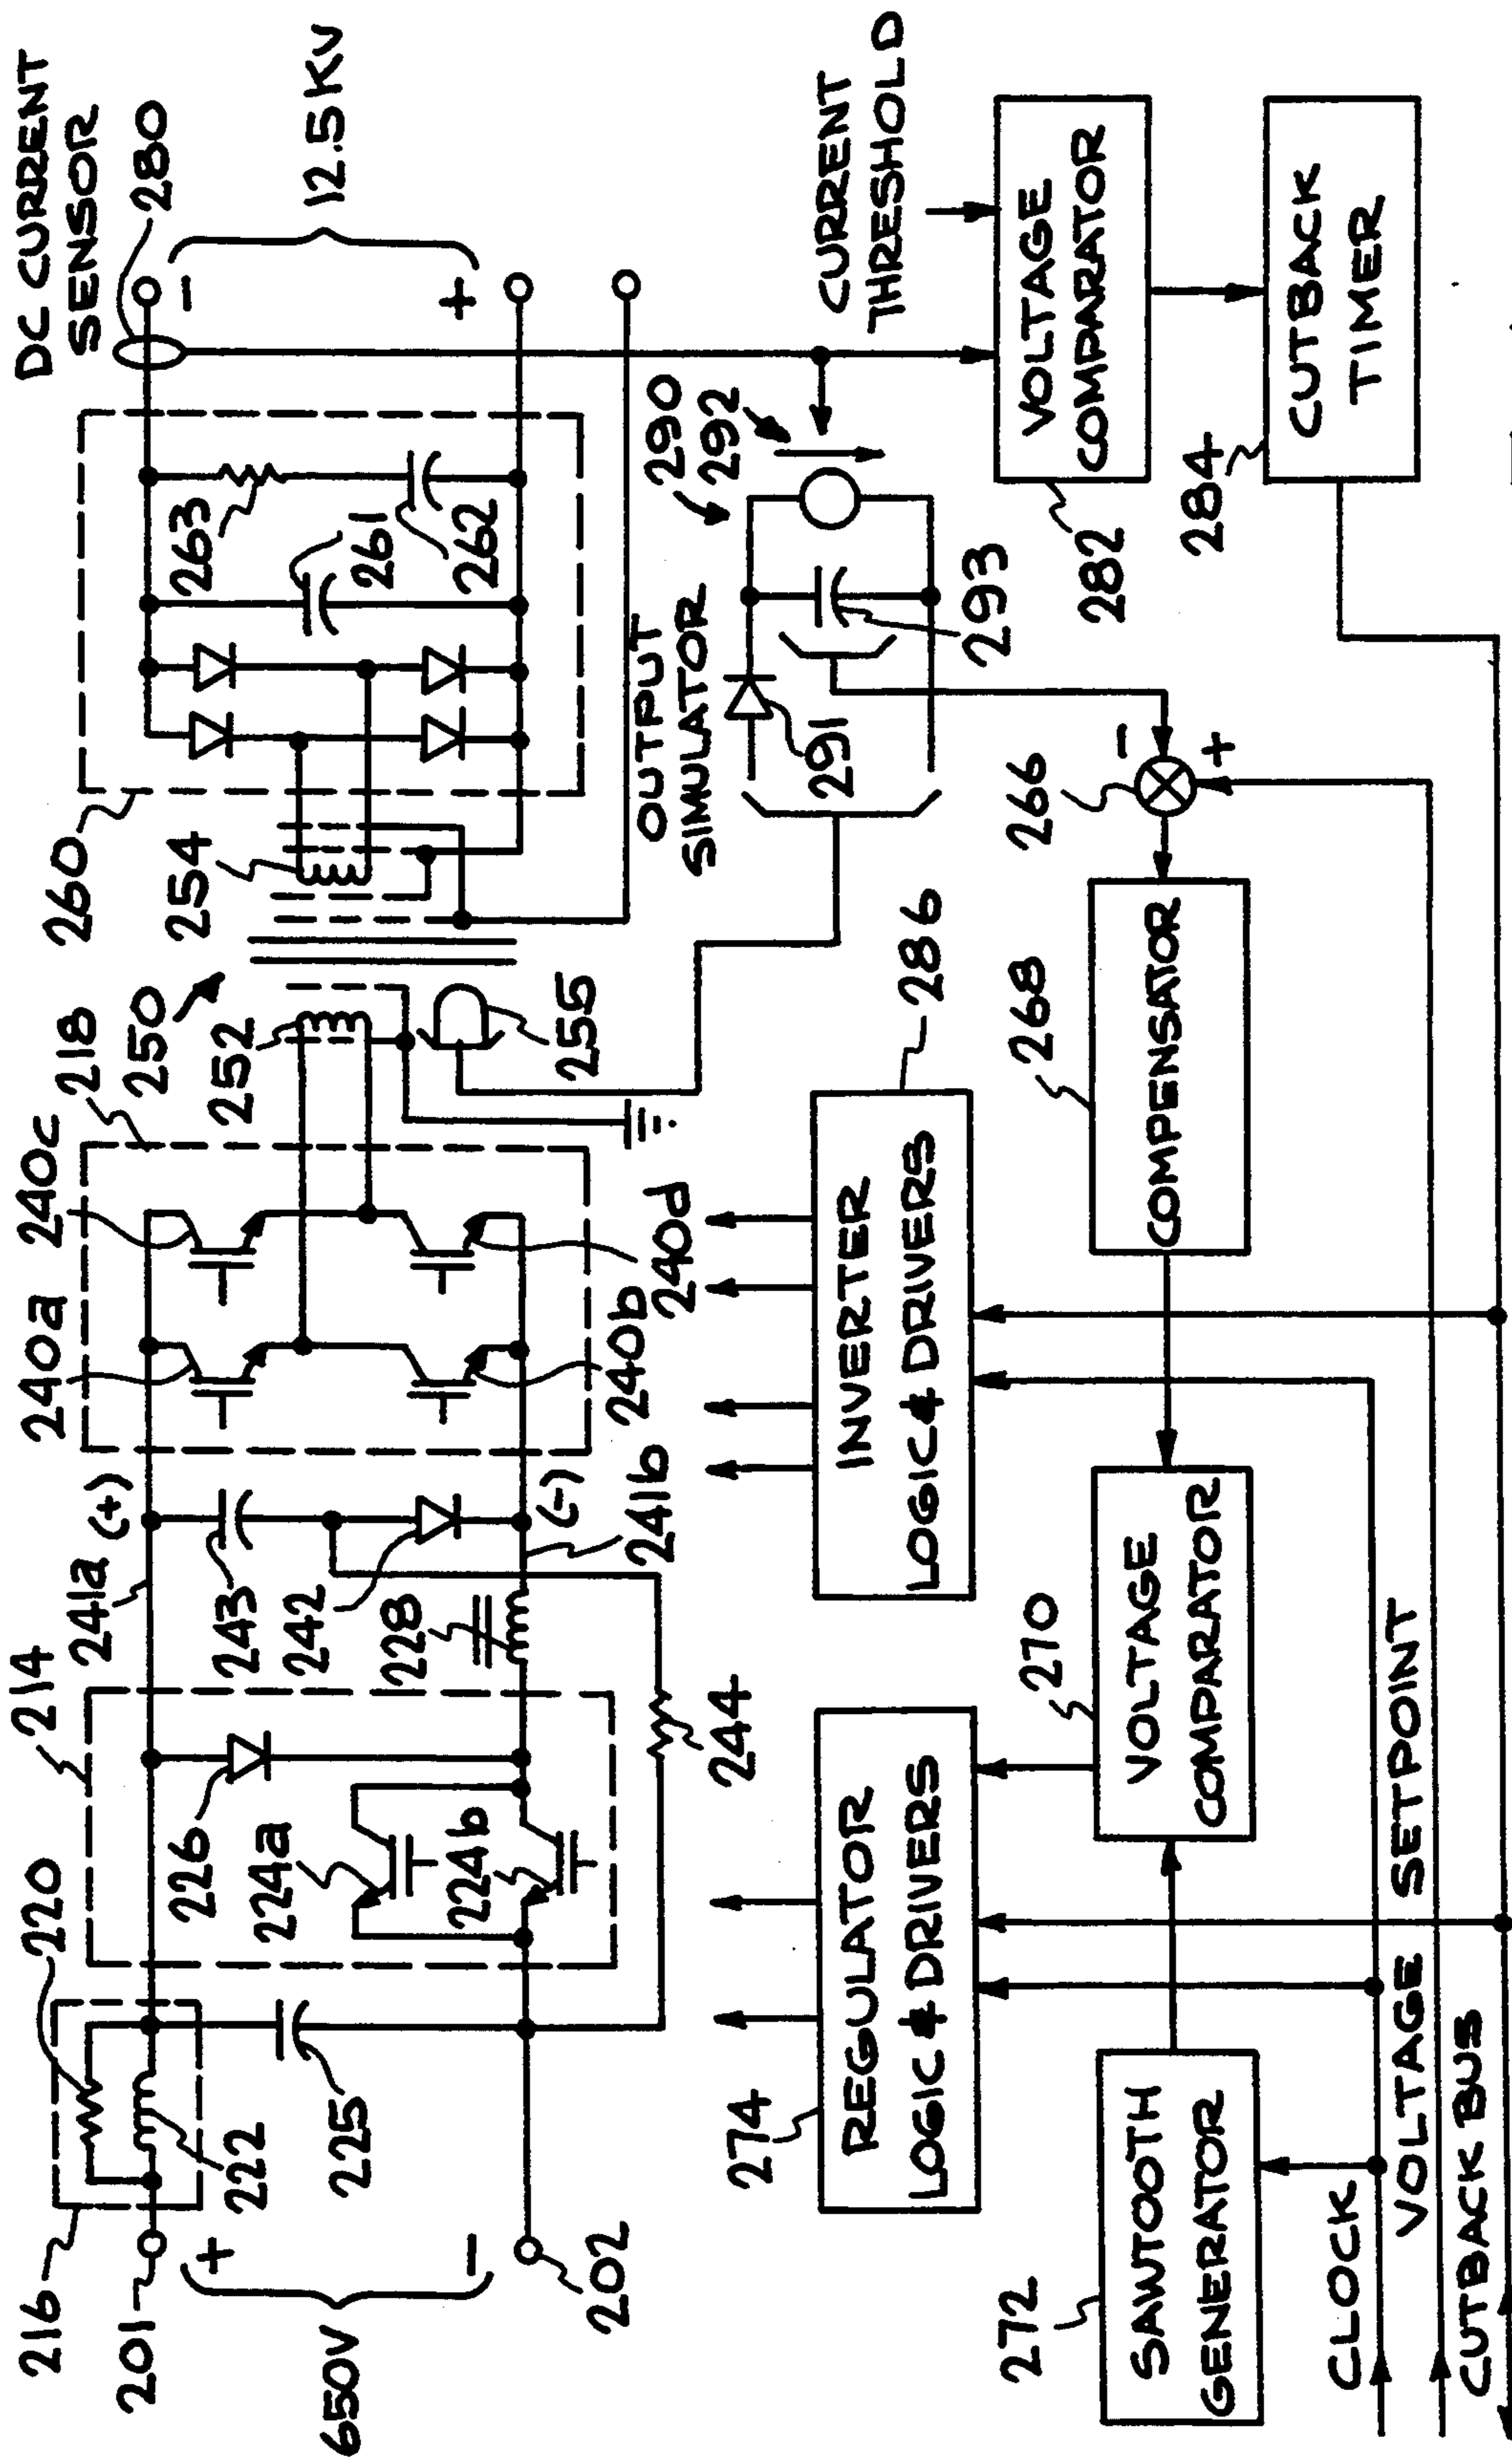 216
220
214
241a (+)
240a
240c
218
250
252
254
260
DC CURRENT
SENSOR
280
201
+
222
226
224a
243
242
228
263
261
262
-
12.5 KV
+
650V
225
224b
(-)
241b
240b
240d
255
OUTPUT
SIMULATOR
290
292
-
202
244
291
293
CURRENT
THRESHOLD
274
REGULATOR
LOGIC & DRIVERS
INVERTER
LOGIC & DRIVERS
286
282
VOLTAGE
COMPARATOR
272
SAWTOOTH
GENERATOR
270
VOLTAGE
COMPARATOR
268
COMPENSATOR
266
-
+
284
CUTBACK
TIMER
CLOCK
VOLTAGE SETPOINT
CUTBACK BUS